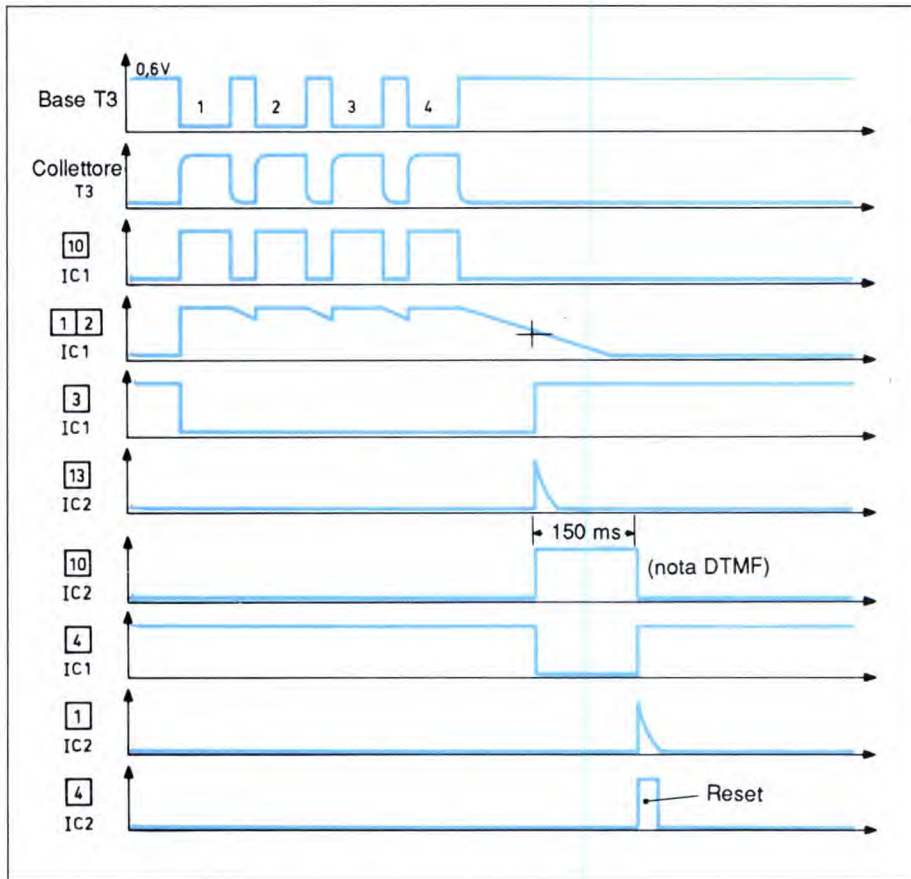 0,6V
Base T3
1 2 3 4
Collettore
T3
10
IC1
1 2
IC1
3
IC1
13
IC2
150 ms
10
IC2
(nota DTMF)
4
IC1
1
IC2
4
IC2
Reset